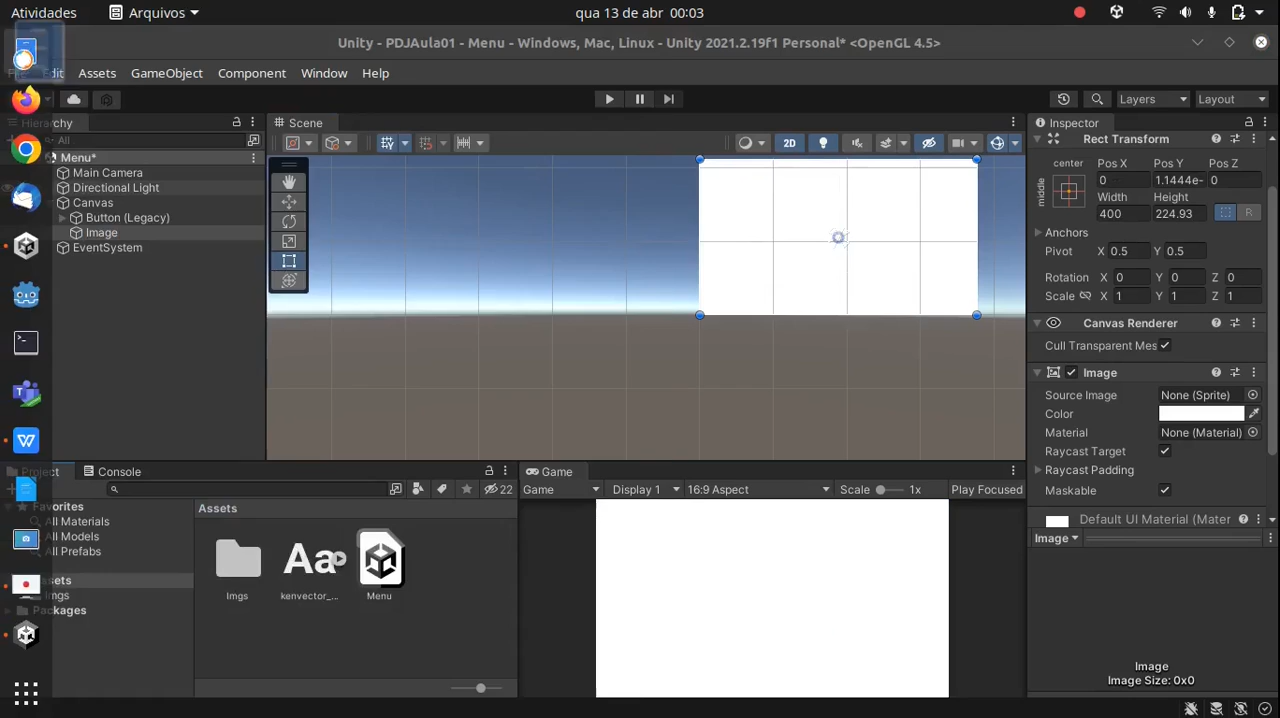 Atividades Arquivos qua 13 de abr 00:03
Unity - PDJAula01 - Menu - Windows, Mac, Linux - Unity 2021.2.19f1 Personal* <OpenGL 4.5>
Edit Assets GameObject Component Window Help
Layers Layout
Scene Inspector
All
2D
Menu*
Main Camera
Directional Light
Canvas
Button (Legacy)
Image
EventSystem
Rect Transform
center
middle
Pos X Pos Y Pos Z
0 1.1444e- 0
Width Height
400 224.93 R
Anchors
Pivot X 0.5 Y 0.5
Rotation X 0 Y 0 Z 0
Scale X 1 Y 1 Z 1
Canvas Renderer
Cull Transparent Mes
Image
Source Image None (Sprite)
Color
Material None (Material)
Raycast Target
Raycast Padding
Maskable
Default UI Material (Mater
Image
Image
Image Size: 0x0
Project Console
22
Favorites
All Materials
All Models
All Prefabs
Imgs
Packages
Assets
Aa
Imgs kenvector_... Menu
Game
Game Display 1 16:9 Aspect Scale 1x Play Focused